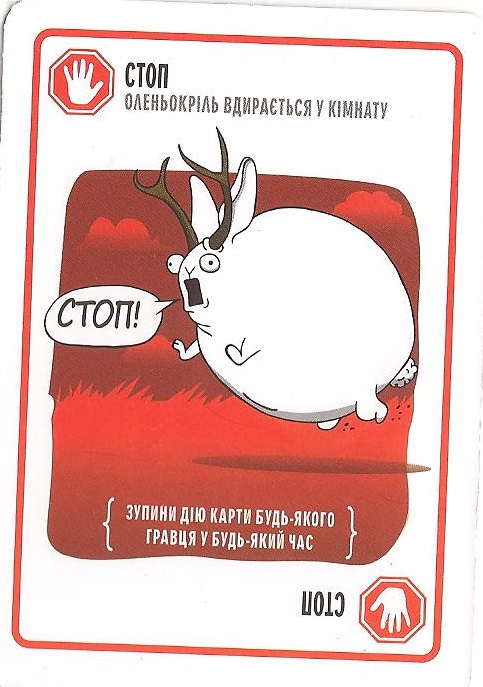 СТОП
ОЛЕНЬОКРІЛЬ ВДИРАЄТЬСЯ У КІМНАТУ
СТОП!
ЗУПИНИ ДІЮ КАРТИ БУДЬ-ЯКОГО
ГРАВЦЯ У БУДЬ-ЯКИЙ ЧАС
СТОП